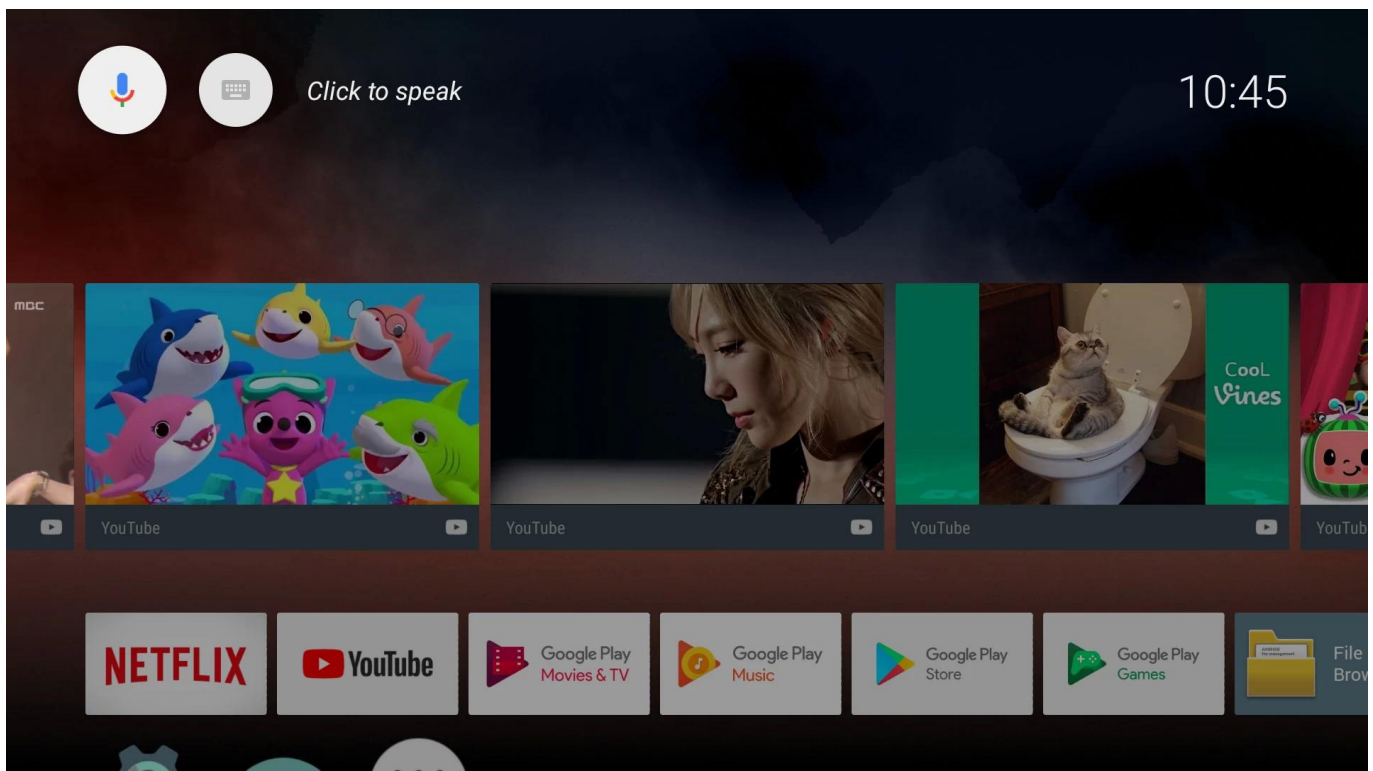 Click to speak
10:45
mbc
CooL
Vines
YouTube
YouTube
YouTube
YouTub
NETFLIX
YouTube
Google Play
Movies & TV
Google Play
Music
Google Play
Store
Google Play
Games
File
Brow